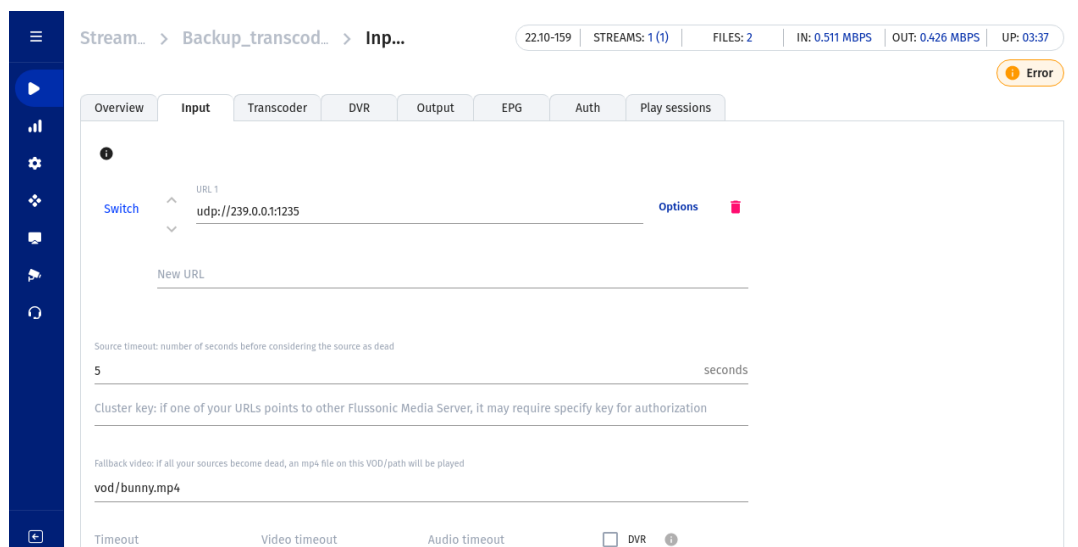 Stream... > Backup_transcod... > Inp...
22.10-159 STREAMS: 1 (1) FILES: 2 IN: 0.511 MBPS OUT: 0.426 MBPS UP: 03:37
Error
Overview Input Transcoder DVR Output EPG Auth Play sessions
URL 1
Switch udp://239.0.0.1:1235 Options
New URL
Source timeout: number of seconds before considering the source as dead
5 seconds
Cluster key: if one of your URLs points to other Flussonic Media Server, it may require specify key for authorization
Fallback video: if all your sources become dead, an mp4 file on this VOD/path will be played
vod/bunny.mp4
Timeout Video timeout Audio timeout DVR